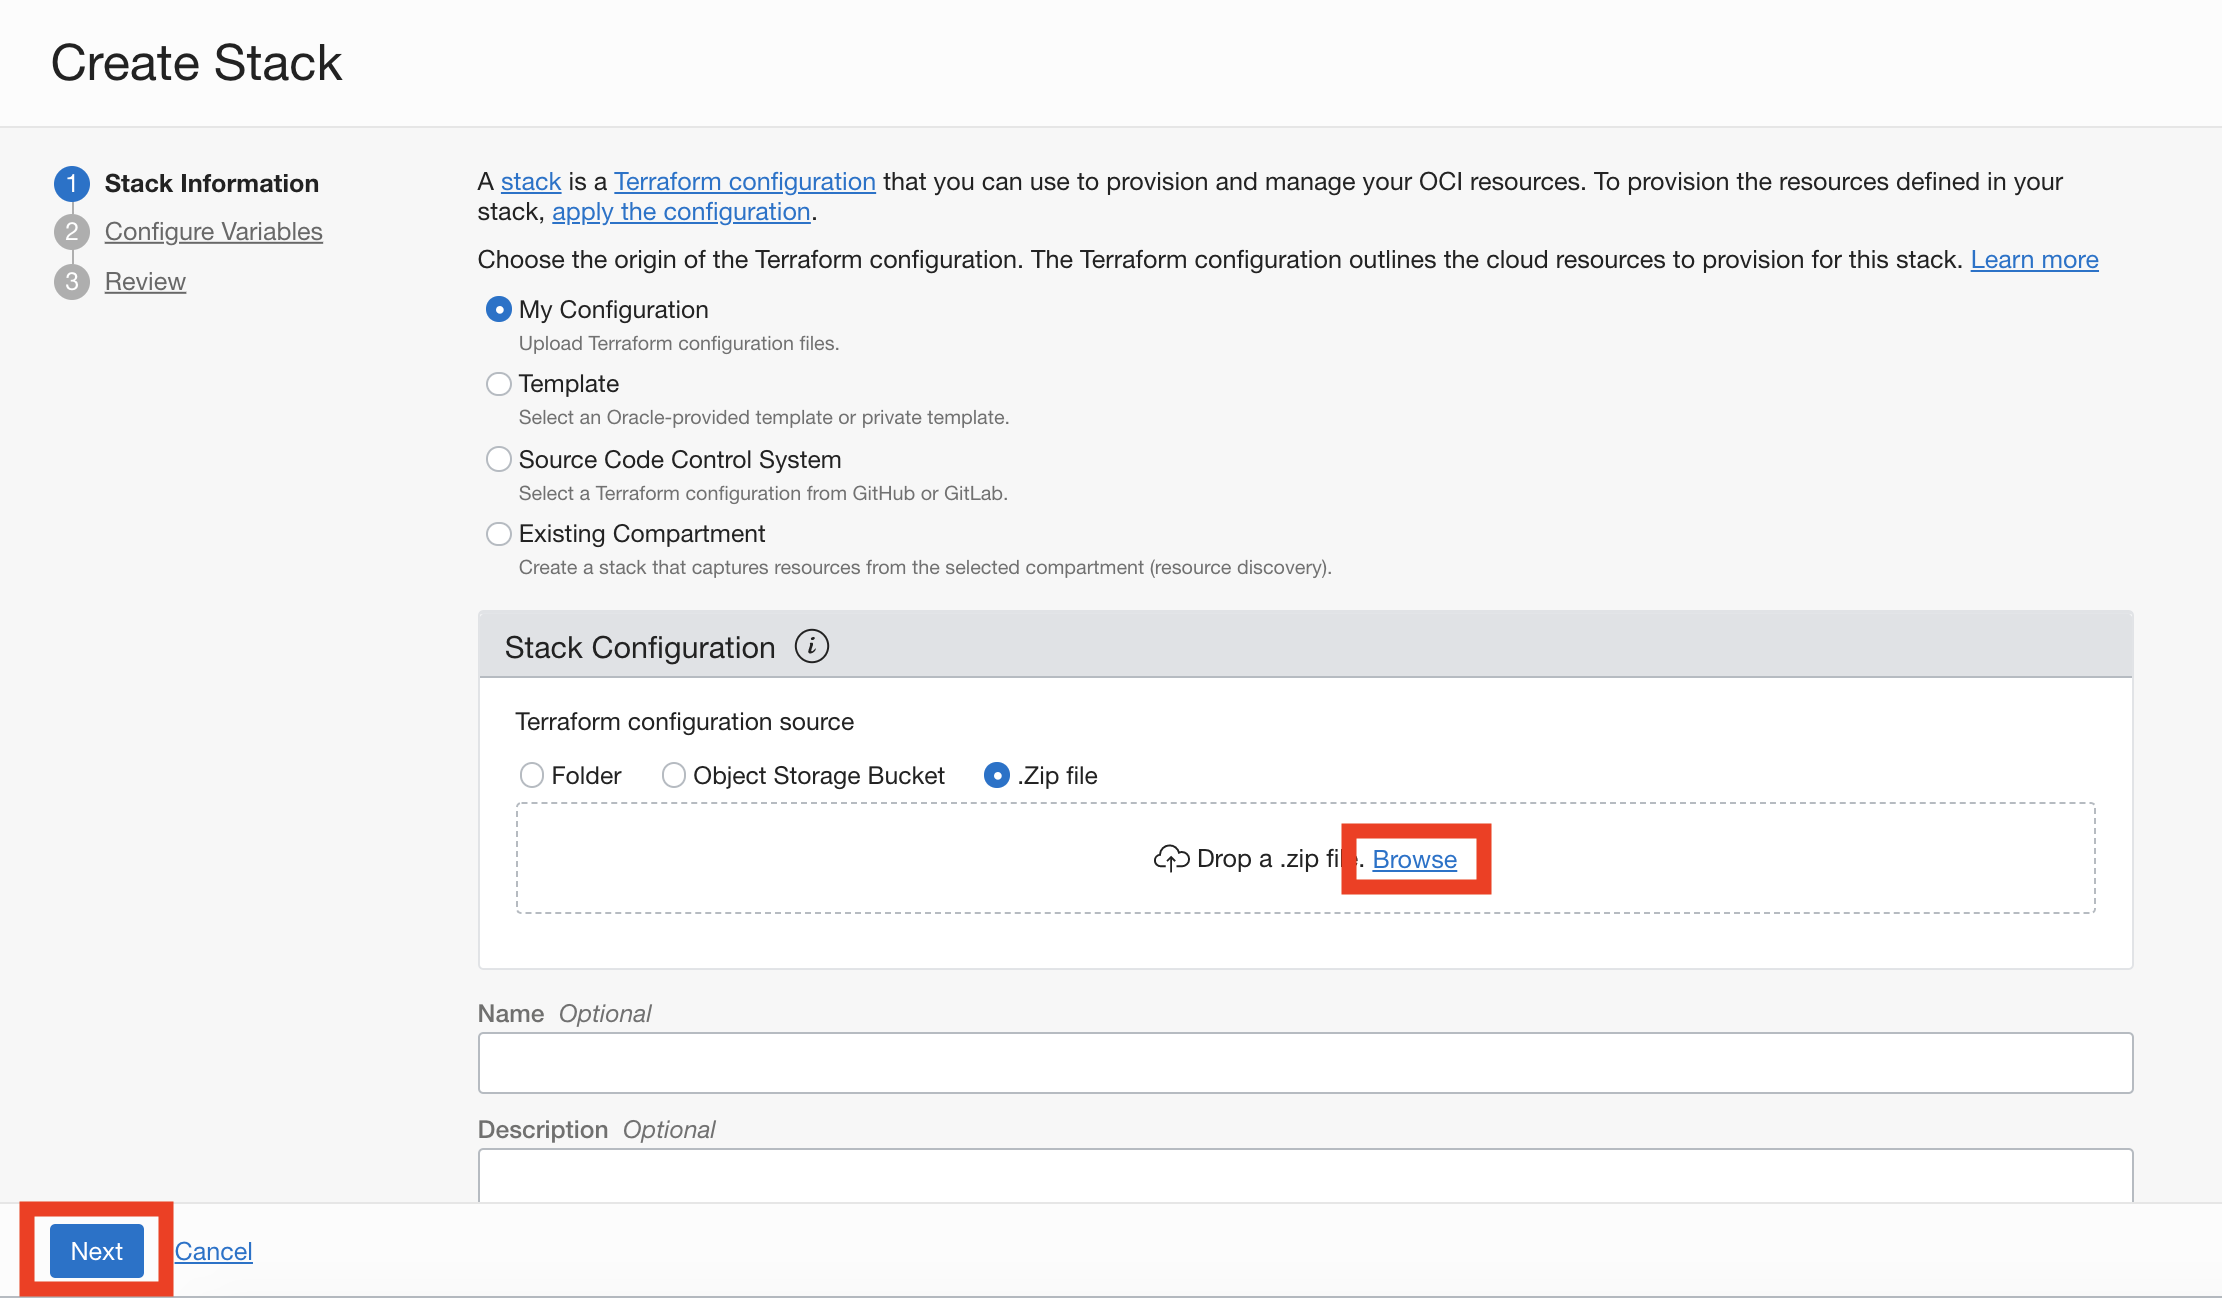 Create Stack
1 Stack Information
2 Configure Variables
3 Review
A stack is a Terraform configuration that you can use to provision and manage your OCI resources. To provision the resources defined in your
stack, apply the configuration.
Choose the origin of the Terraform configuration. The Terraform configuration outlines the cloud resources to provision for this stack. Learn more
My Configuration
Upload Terraform configuration files.
Template
Select an Oracle-provided template or private template.
Source Code Control System
Select a Terraform configuration from GitHub or GitLab.
Existing Compartment
Create a stack that captures resources from the selected compartment (resource discovery).
Stack Configuration i
Terraform configuration source
Folder Object Storage Bucket .Zip file
Drop a .zip file. Browse
Name Optional
Description Optional
Next Cancel